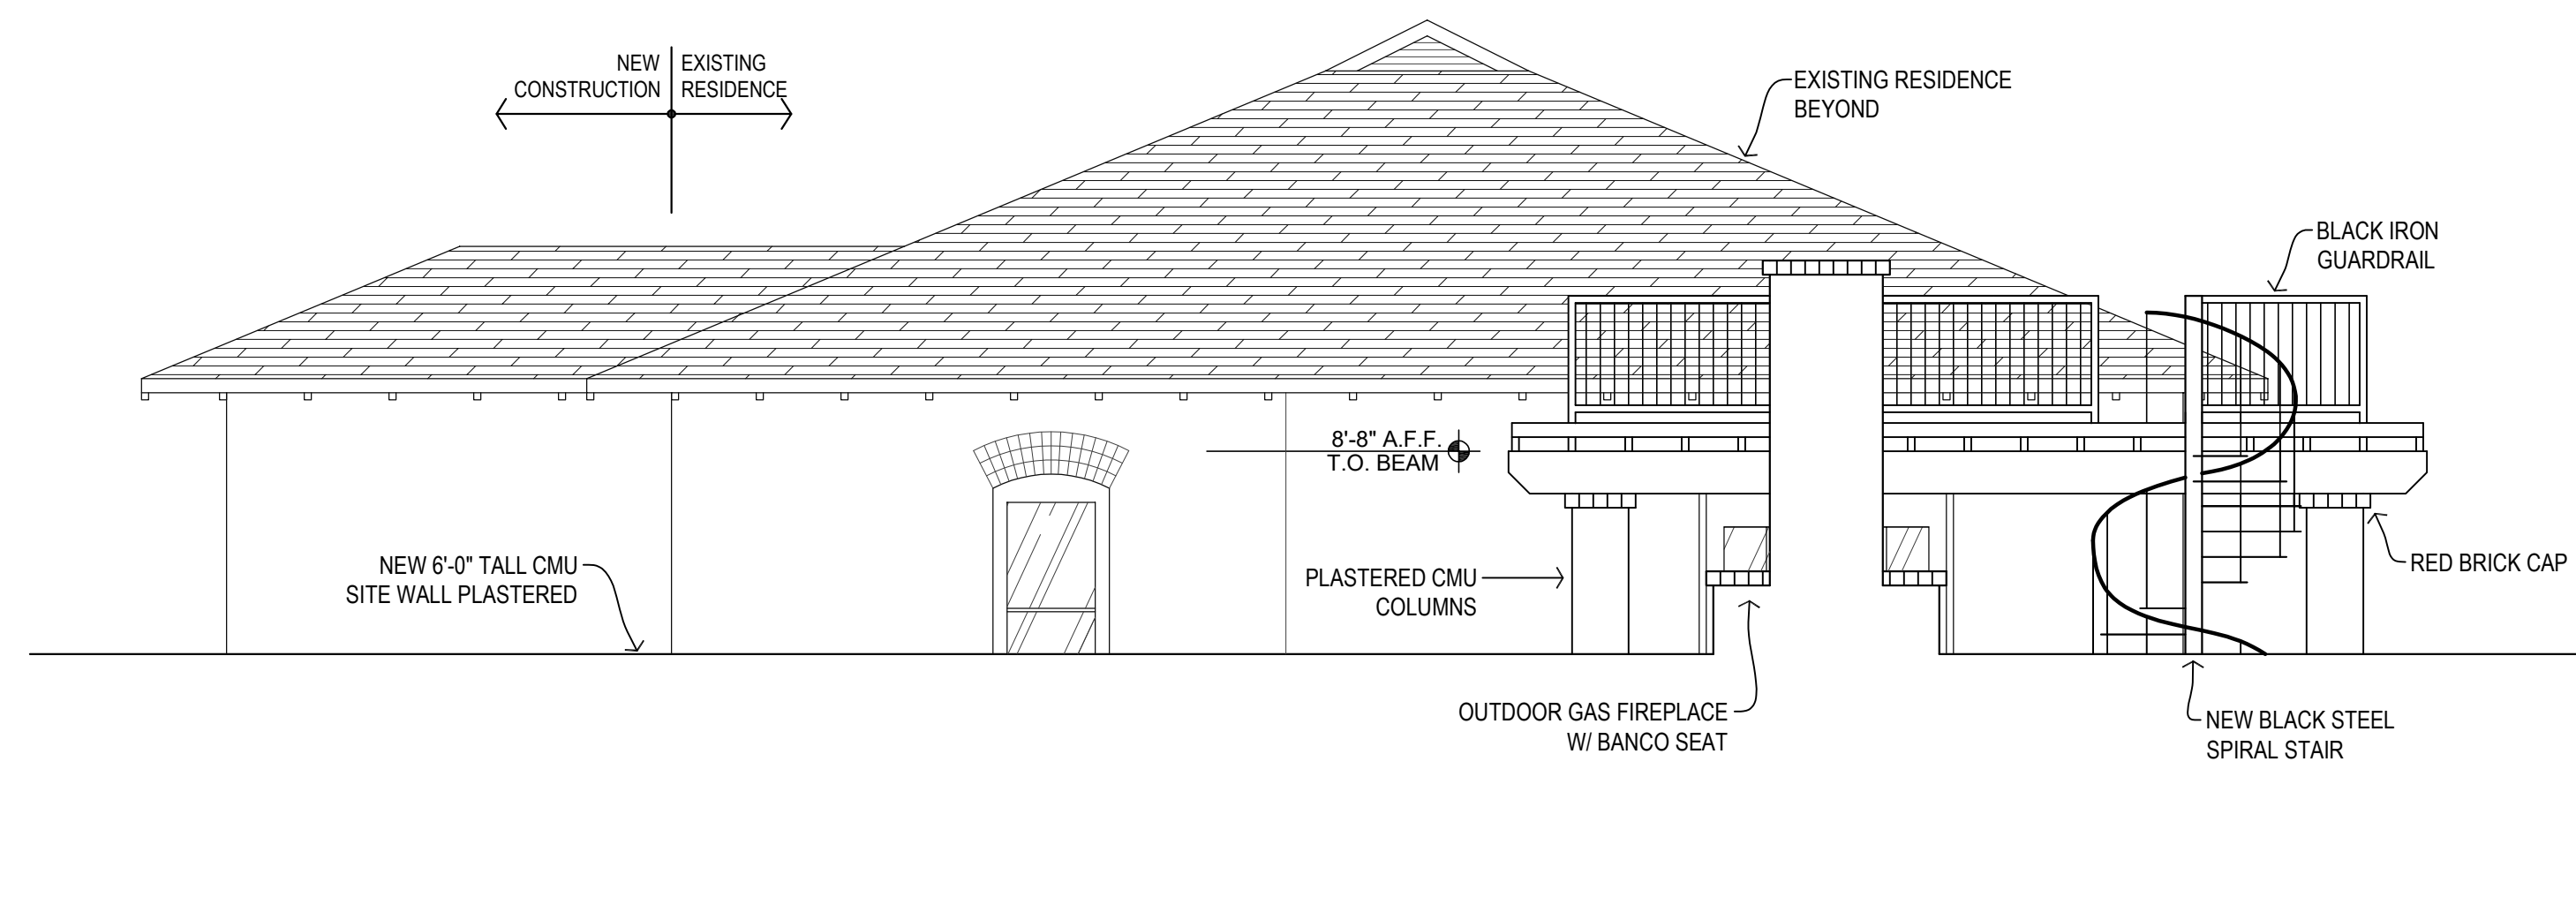 NEW
CONSTRUCTION
EXISTING
RESIDENCE
EXISTING RESIDENCE
BEYOND
BLACK IRON
GUARDRAIL
8'-8" A.F.F.
T.O. BEAM
NEW 6'-0" TALL CMU
SITE WALL PLASTERED
PLASTERED CMU
COLUMNS
RED BRICK CAP
OUTDOOR GAS FIREPLACE
W/ BANCO SEAT
NEW BLACK STEEL
SPIRAL STAIR